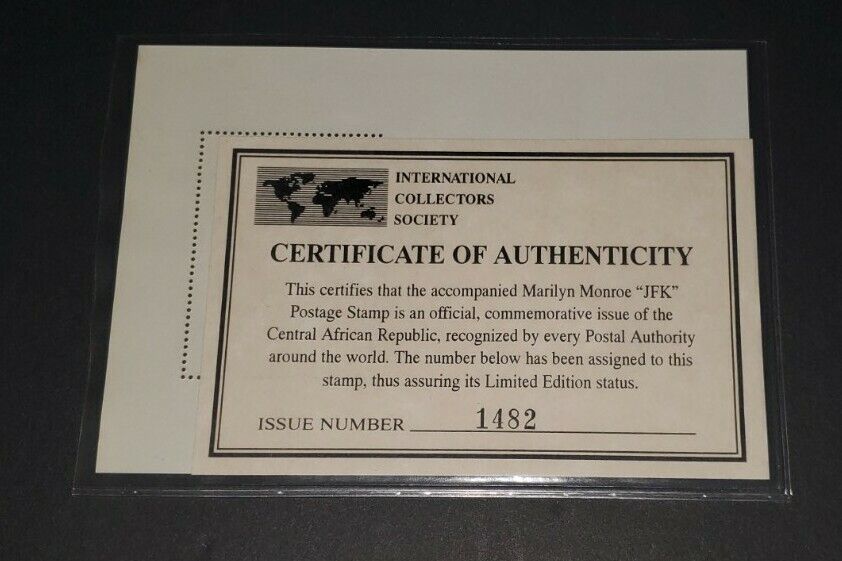 INTERNATIONAL
COLLECTORS
SOCIETY
CERTIFICATE OF AUTHENTICITY
This certifies that the accompanied Marilyn Monroe “JFK”
Postage Stamp is an official, commemorative issue of the
Central African Republic, recognized by every Postal Authority
around the world. The number below has been assigned to this
stamp, thus assuring its Limited Edition status.
ISSUE NUMBER 1482